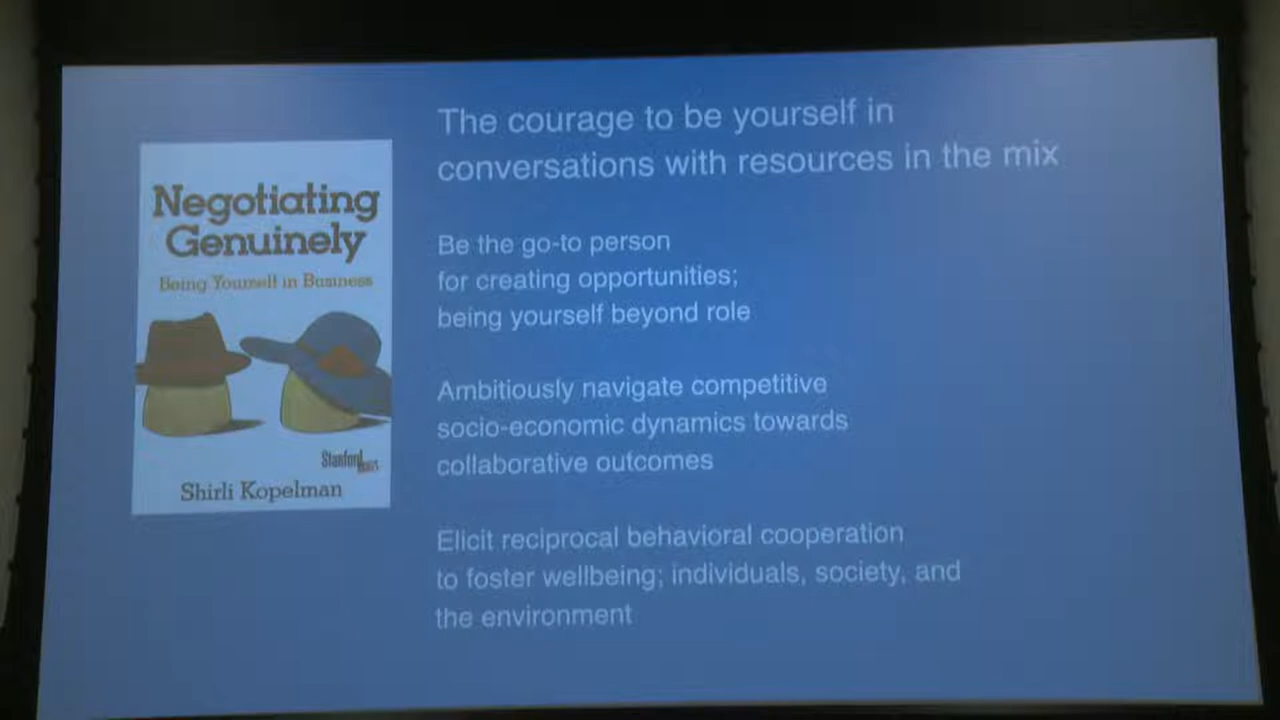 The courage to be yourself in
conversations with resources in the mix
Negotiating
Genuinely
Being Yourself in Business
Stanford
Shirli Kopelman
Be the go-to person
for creating opportunities;
being yourself beyond role
Ambitiously navigate competitive
socio-economic dynamics towards
collaborative outcomes
Elicit reciprocal behavioral cooperation
to foster wellbeing; individuals, society, and
the environment